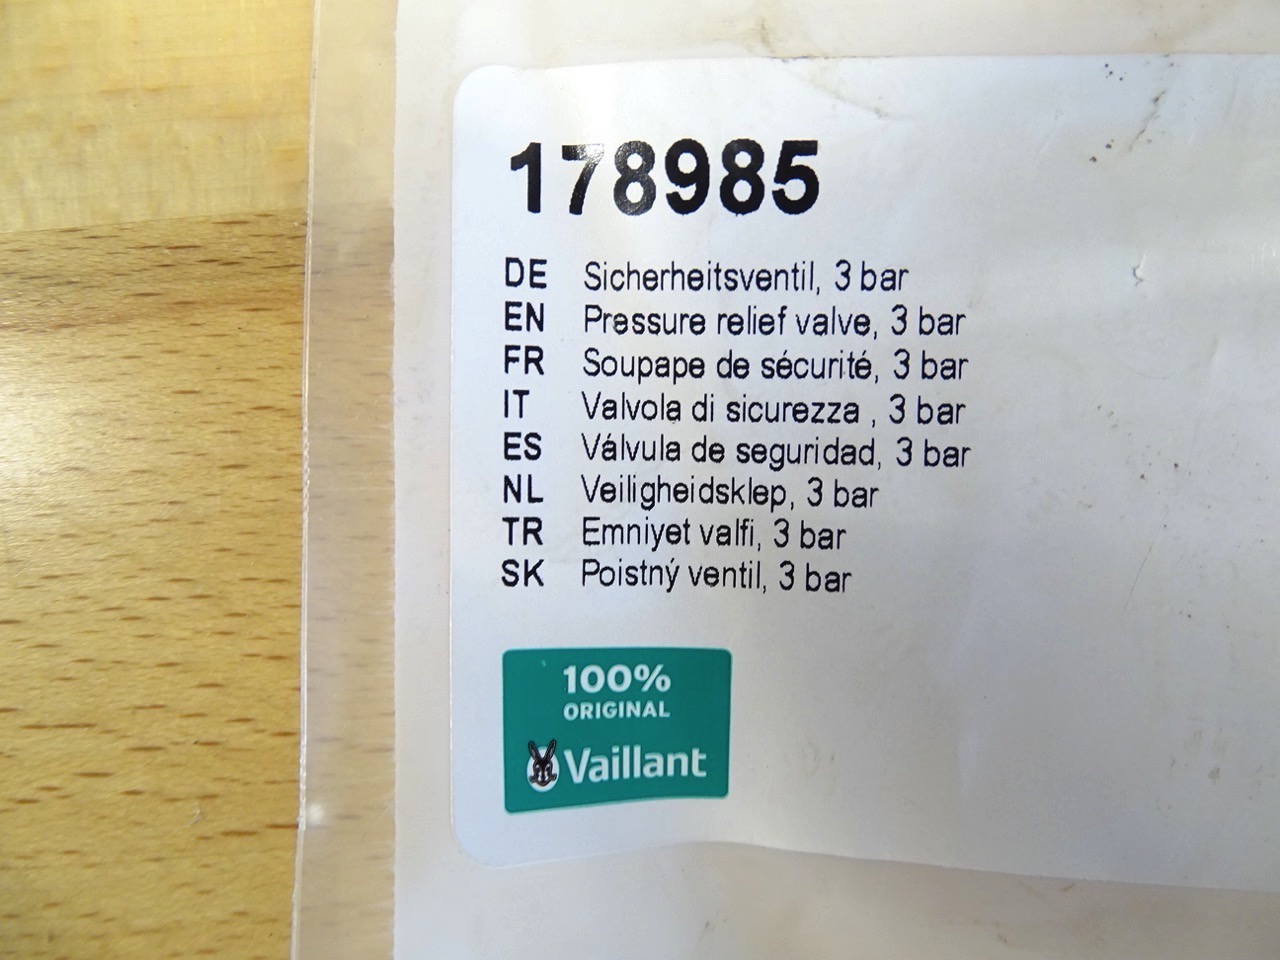 178985
DE Sicherheitsventil, 3 bar
EN Pressure relief valve, 3 bar
FR Soupape de sécurité, 3 bar
IT Valvola di sicurezza , 3 bar
ES Válvula de seguridad, 3 bar
NL Veiligheidsklep, 3 bar
TR Emniyet valfi, 3 bar
SK Poistný ventil, 3 bar
100%
ORIGINAL
Vaillant